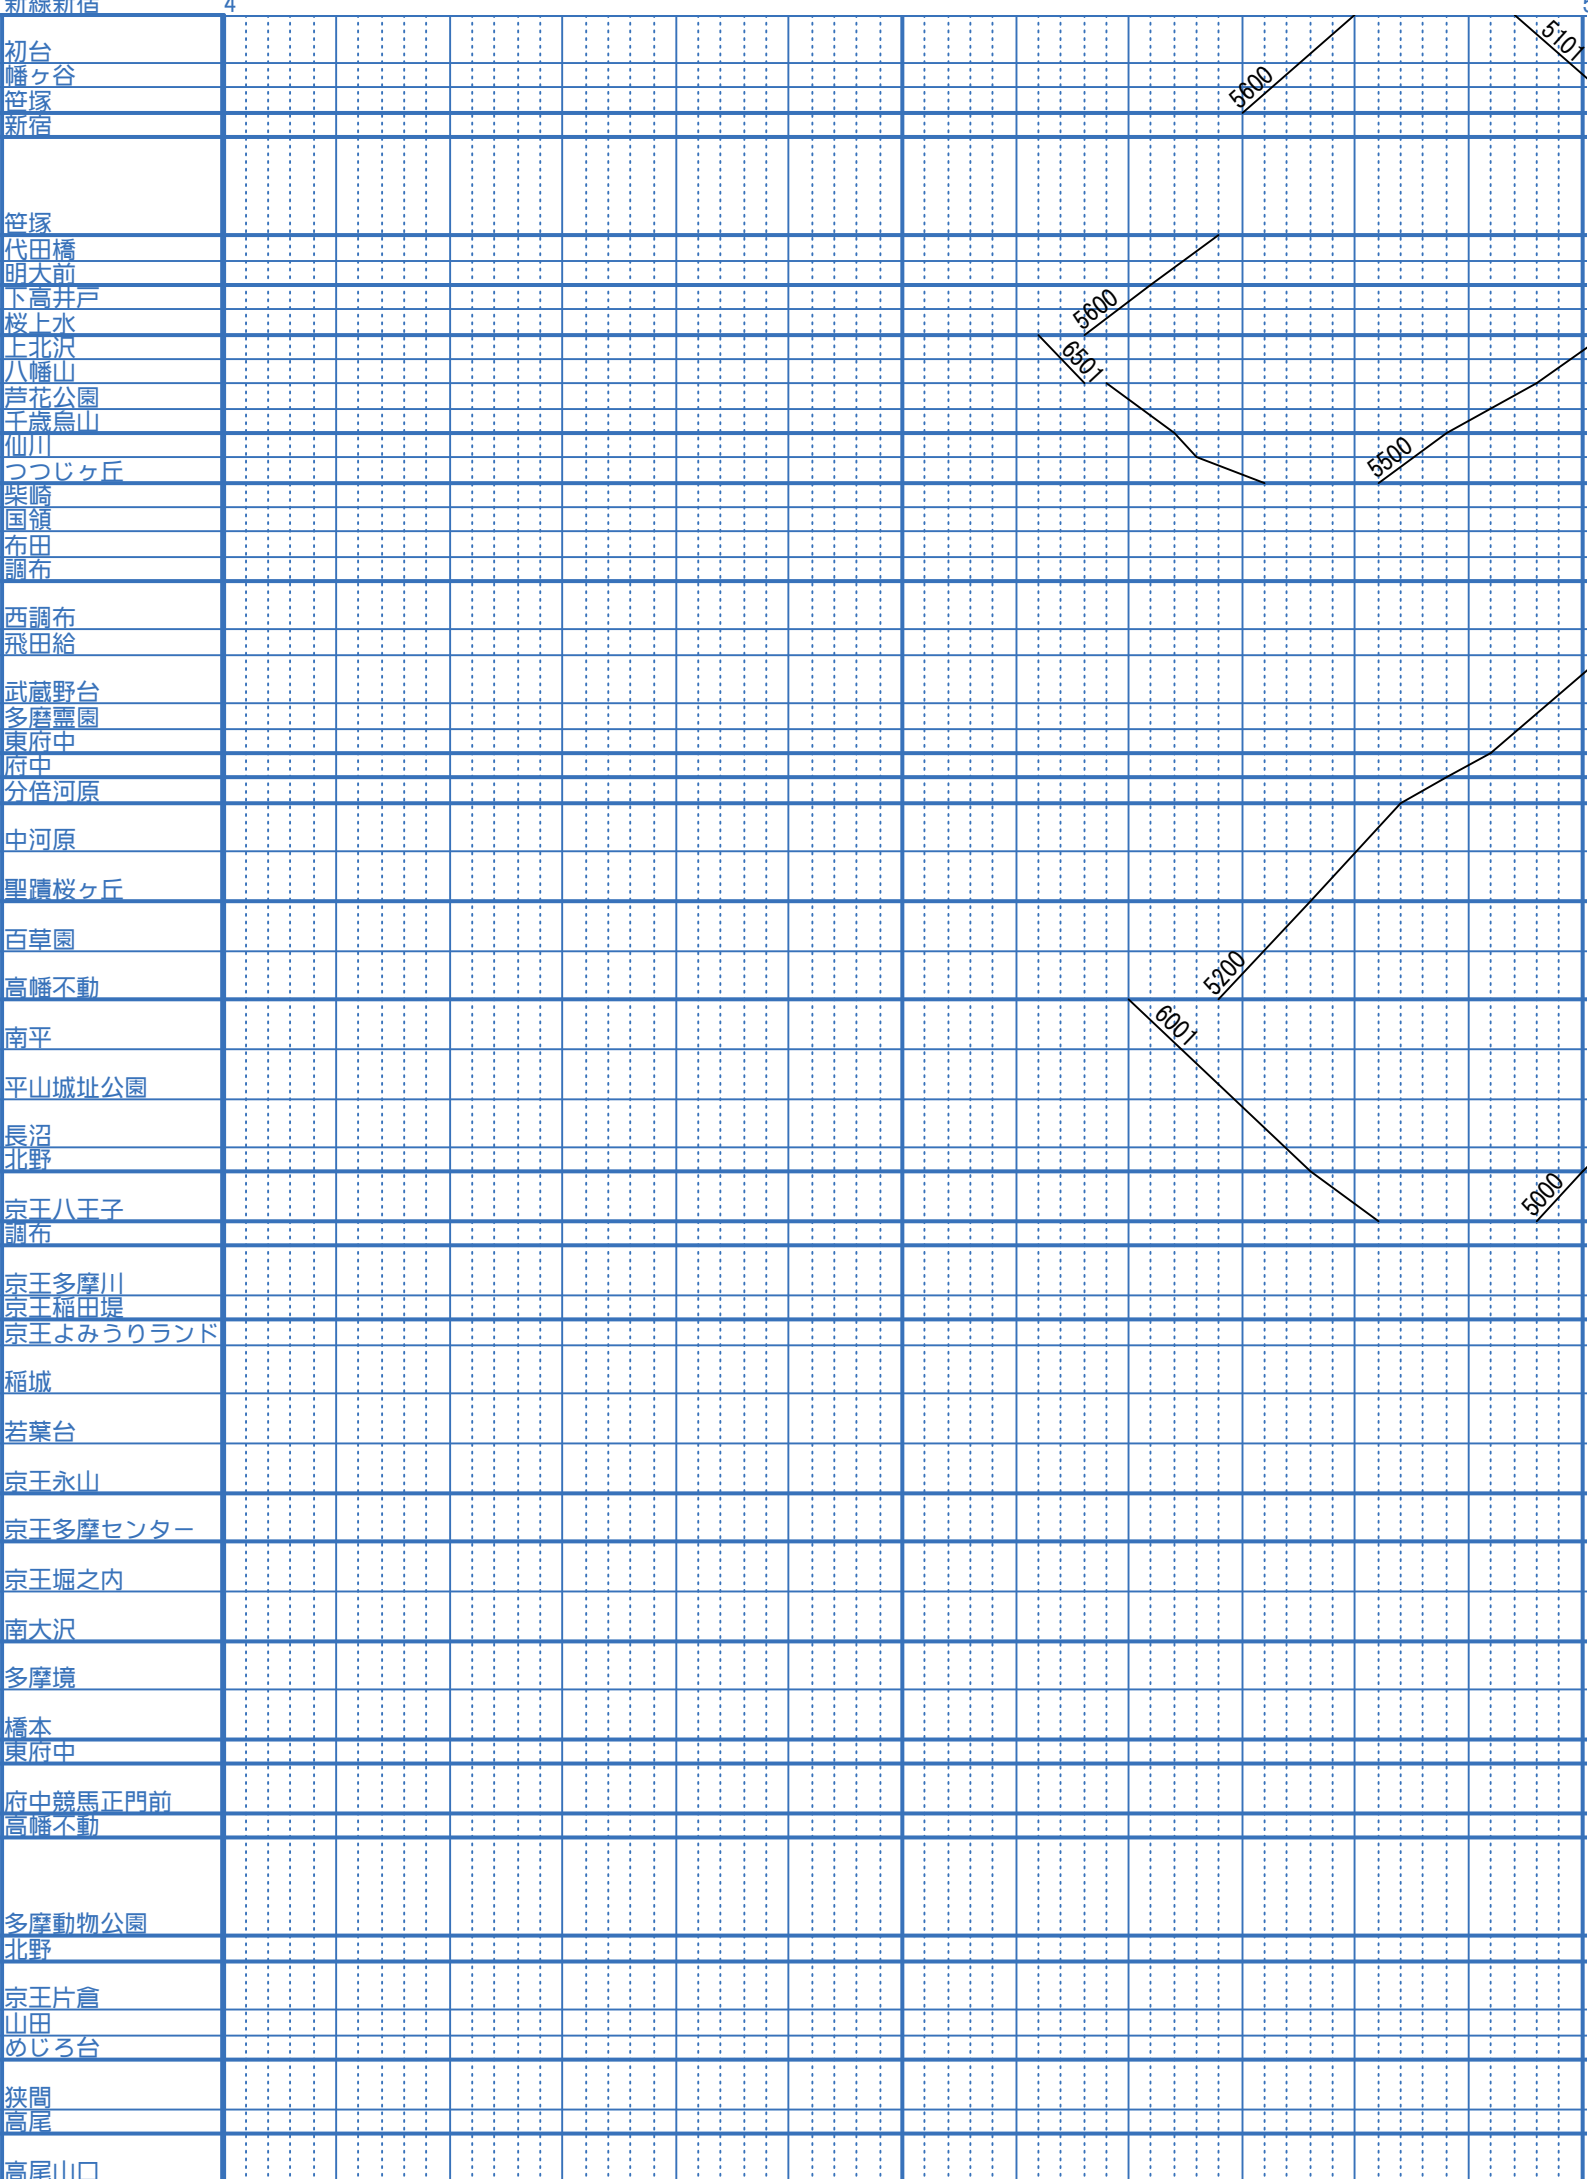 新線新宿 4
初台
幡ヶ谷
笹塚
新宿
笹塚
代田橋
明大前
下高井戸
桜上水
上北沢
八幡山
芦花公園
千歳烏山
仙川
つつじヶ丘
柴崎
国領
布田
調布
西調布
飛田給
武蔵野台
多磨霊園
東府中
府中
分倍河原
中河原
聖蹟桜ヶ丘
百草園
高幡不動
南平
平山城址公園
長沼
北野
京王八王子
調布
京王多摩川
京王稲田堤
京王よみうりランド
稲城
若葉台
京王永山
京王多摩センター
京王堀之内
南大沢
多摩境
橋本
東府中
府中競馬正門前
高幡不動
多摩動物公園
北野
京王片倉
山田
めじろ台
狭間
高尾
高尾山口
5101
5600
5600
6501
5500
5200
6001
5000